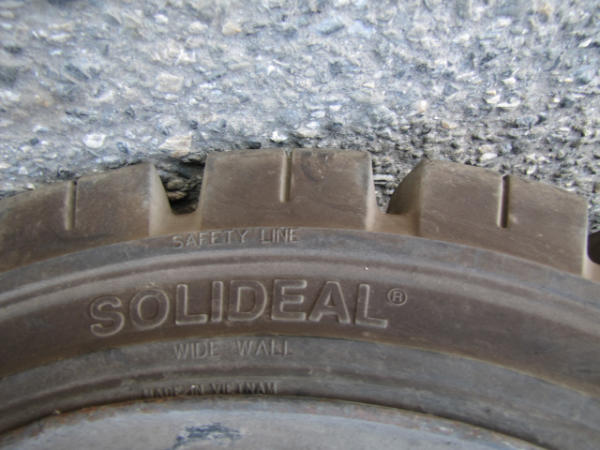 SAFETY LINE
SOLIDEAL®
WIDE WALL
MADE IN VIETNAM